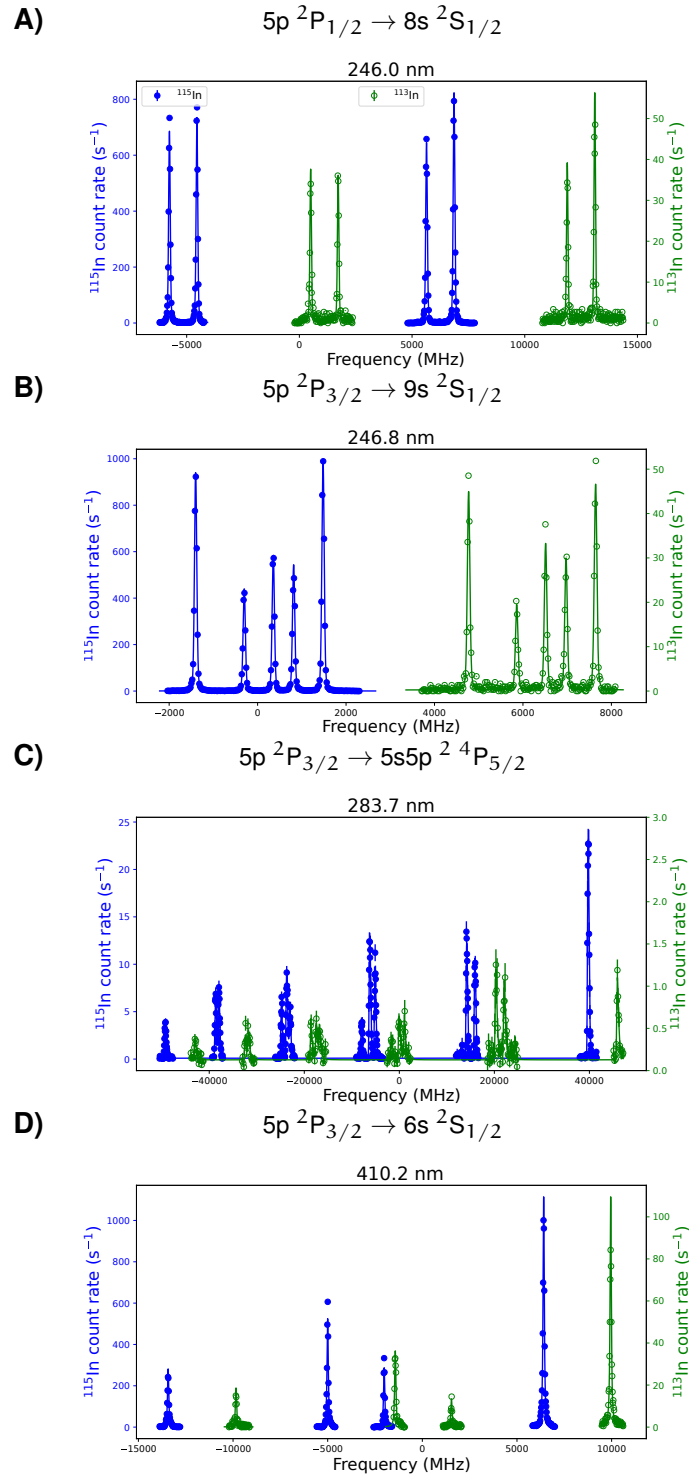 A)
5p ²P₁/₂ → 8s ²S₁/₂
246.0 nm
¹¹⁵In
¹¹³In
800
600
400
200
0
50
40
30
20
10
0
¹¹⁵In count rate (s⁻¹)
¹¹³In count rate (s⁻¹)
−5000 0 5000 10000 15000
Frequency (MHz)
B)
5p ²P₃/₂ → 9s ²S₁/₂
246.8 nm
1000
800
600
400
200
0
50
40
30
20
10
0
¹¹⁵In count rate (s⁻¹)
¹¹³In count rate (s⁻¹)
−2000 0 2000 4000 6000 8000
Frequency (MHz)
C)
5p ²P₃/₂ → 5s5p ² ⁴P₅/₂
283.7 nm
25
20
15
10
5
0
3.0
2.5
2.0
1.5
1.0
0.5
0.0
¹¹⁵In count rate (s⁻¹)
¹¹³In count rate (s⁻¹)
−40000 −20000 0 20000 40000
Frequency (MHz)
D)
5p ²P₃/₂ → 6s ²S₁/₂
410.2 nm
1000
800
600
400
200
0
100
80
60
40
20
0
¹¹⁵In count rate (s⁻¹)
¹¹³In count rate (s⁻¹)
−15000 −10000 −5000 0 5000 10000
Frequency (MHz)